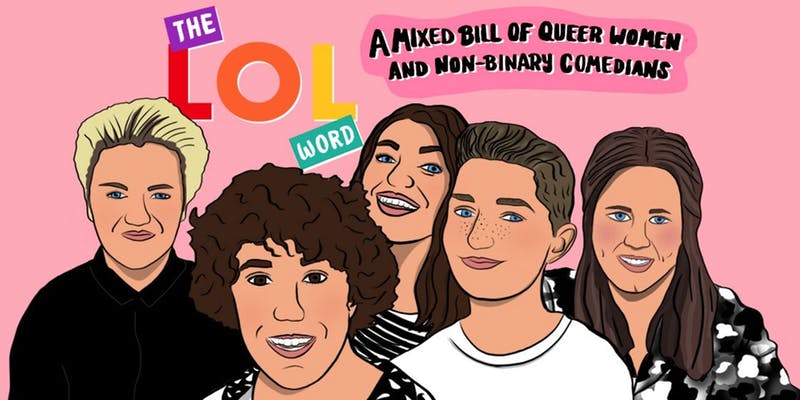 THE
LOL
WORD
A MIXED BILL OF QUEER WOMEN
AND NON-BINARY COMEDIANS